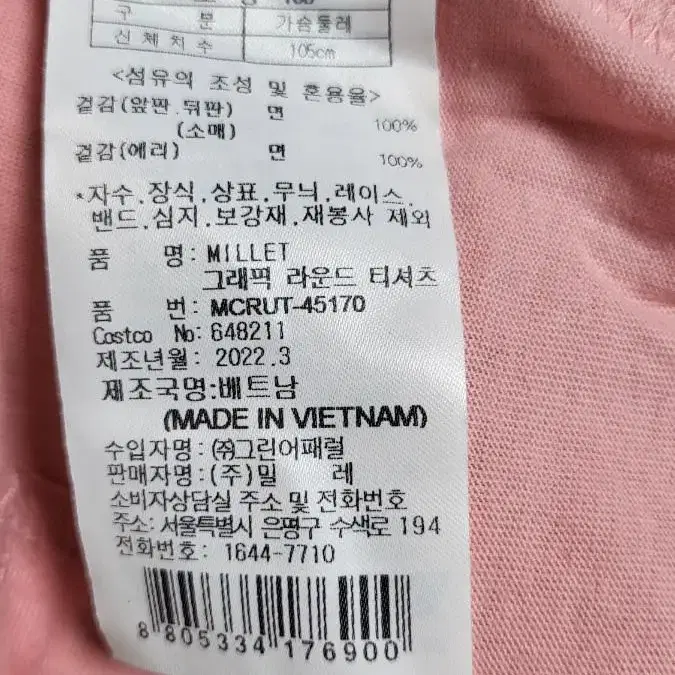 구 분 가슴둘레
신체치수 105cm
<섬유의 조성 및 혼용율>
겉감(앞판.뒤판) 면 100%
(소매)
겉감(에리) 면 100%
*자수.장식.상표.무늬.레이스.
밴드.심지.보강재.재봉사 제외
품 명: MILLET
그래픽 라운드 티셔츠
품 번: MCRUT-45170
Costco No: 648211
제조년월: 2022.3
제조국명:베트남
(MADE IN VIETNAM)
수입자명: ㈜그린어패럴
판매자명:(주)밀 레
소비자상담실 주소 및 전화번호
주소: 서울특별시 은평구 수색로 194
전화번호: 1644-7710
8 805334 176900